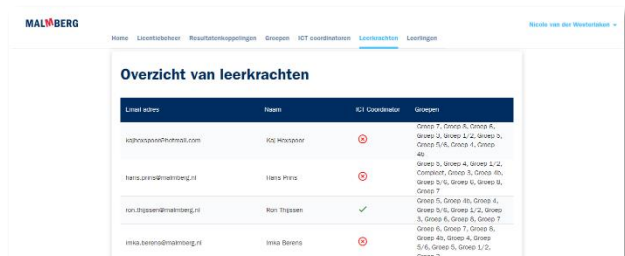 MALMBERG
Nicole van der Westerlaken
Home Licentiebeheer Resultatenkoppelingen Groepen ICT coordinatoren Leerkrachten Leerlingen
Overzicht van leerkrachten
Email adres Naam ICT Coordinator Groepen
Groep 7, Groep 8, Groep 6,
Groep 3, Groep 1/2, Groep 5,
kajhoxspoor@hotmail.com Kaj Hoxspoor
Groep 5/6, Groep 4, Groep
4b
Groep 5, Groep 4, Groep 1/2,
Compleet, Groep 3, Groep 4b,
hans.prins@malmberg.nl Hans Prins
Groep 5/6, Groep 6, Groep 8,
Groep 7
Groep 5, Groep 4b, Groep 4,
ron.thijssen@malmberg.nl Ron Thijssen Groep 5/6, Groep 1/2, Groep
3, Groep 6, Groep 8, Groep 7
Groep 6, Groep 7, Groep 8,
Groep 4b, Groep 4, Groep
imka.berens@malmberg.nl Imka Berens
5/6, Groep 5, Groep 1/2,